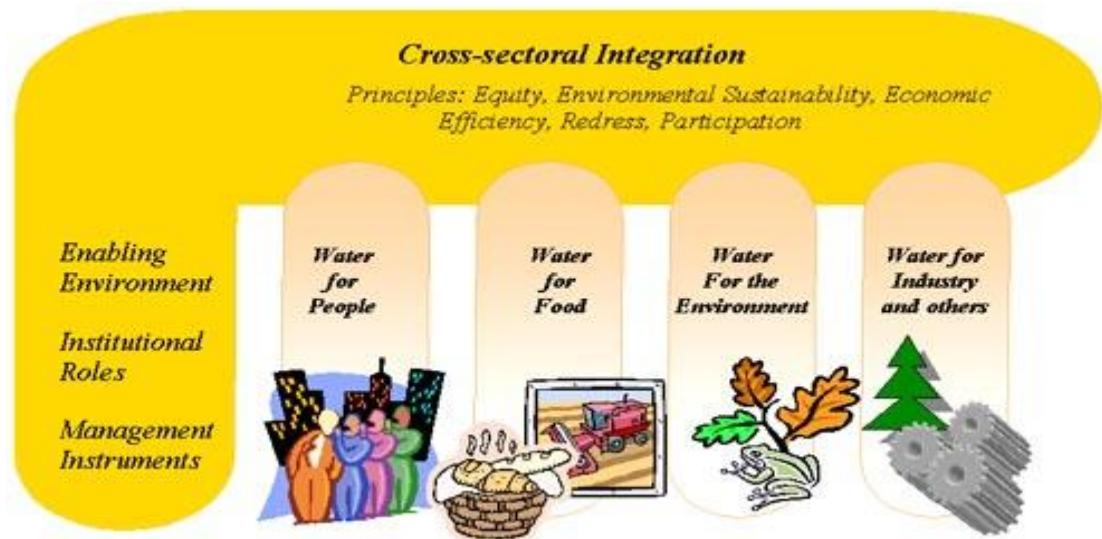 Cross-sectoral Integration
Principles: Equity, Environmental Sustainability, Economic
Efficiency, Redress, Participation
Enabling
Environment
Institutional
Roles
Management
Instruments
Water
for
People
Water
for
Food
Water
For the
Environment
Water for
Industry
and others